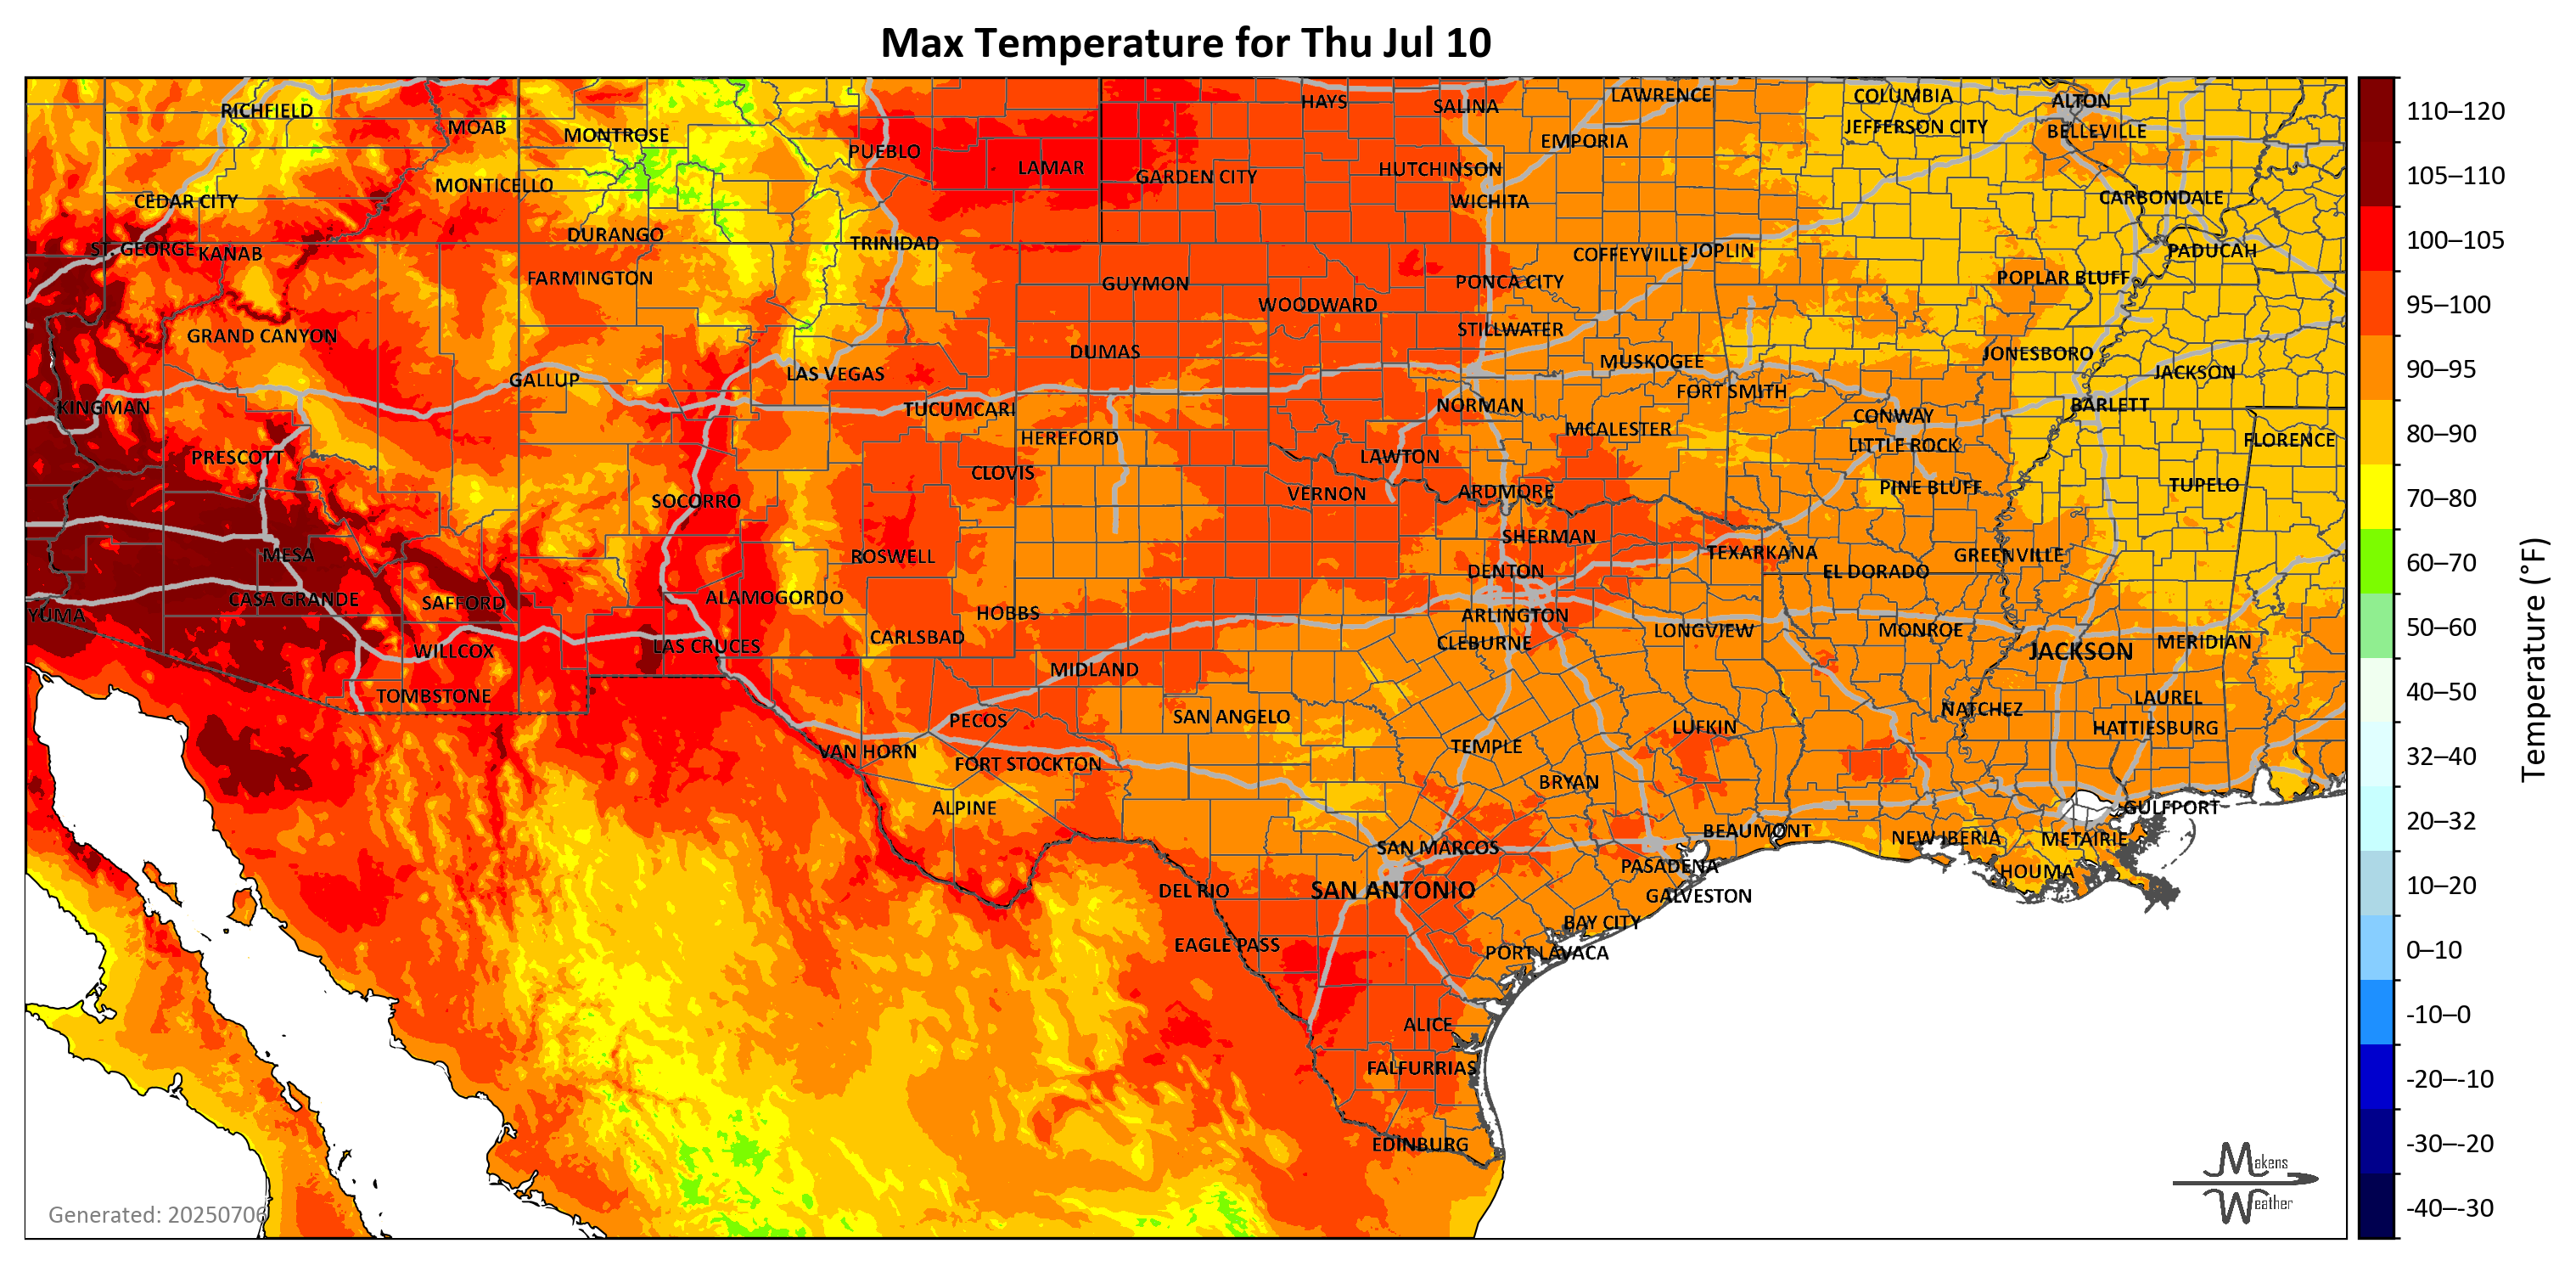 Max Temperature for Thu Jul 10
RICHFIELD
MOAB
MONTROSE
PUEBLO
LAMAR
GARDEN CITY
HAYS
SALINA
HUTCHINSON
LAWRENCE
EMPORIA
COLUMBIA
JEFFERSON CITY
ALTON
BELLEVILLE
CEDAR CITY
MONTICELLO
WICHITA
CARBONDALE
ST. GEORGE
KANAB
DURANGO
TRINIDAD
COFFEYVILLE
JOPLIN
PADUCAH
FARMINGTON
GUYMON
WOODWARD
PONCA CITY
POPLAR BLUFF
GRAND CANYON
DUMAS
STILLWATER
MUSKOGEE
JONESBORO
JACKSON
GALLUP
LAS VEGAS
FORT SMITH
KINGMAN
TUCUMCARI
NORMAN
CONWAY
BARLETT
PRESCOTT
HEREFORD
MCALESTER
LITTLE ROCK
FLORENCE
CLOVIS
LAWTON
SOCORRO
VERNON
ARDMORE
PINE BLUFF
TUPELO
MESA
ROSWELL
SHERMAN
TEXARKANA
GREENVILLE
DENTON
EL DORADO
YUMA
CASA GRANDE
SAFFORD
ALAMOGORDO
HOBBS
ARLINGTON
WILLCOX
LAS CRUCES
CARLSBAD
CLEBURNE
LONGVIEW
MONROE
JACKSON
MERIDIAN
TOMBSTONE
MIDLAND
LAUREL
PECOS
SAN ANGELO
LUFKIN
NATCHEZ
HATTIESBURG
VAN HORN
FORT STOCKTON
TEMPLE
BRYAN
ALPINE
GULFPORT
SAN MARCOS
BEAUMONT
NEW IBERIA
METAIRIE
DEL RIO
SAN ANTONIO
PASADENA
GALVESTON
HOUMA
EAGLE PASS
BAY CITY
PORT LAVACA
ALICE
FALFURRIAS
EDINBURG
Generated: 20250706
Makens
Weather
110–120
105–110
100–105
95–100
90–95
80–90
70–80
60–70
50–60
40–50
32–40
20–32
10–20
0–10
-10–0
-20–-10
-30–-20
-40–-30
Temperature (°F)